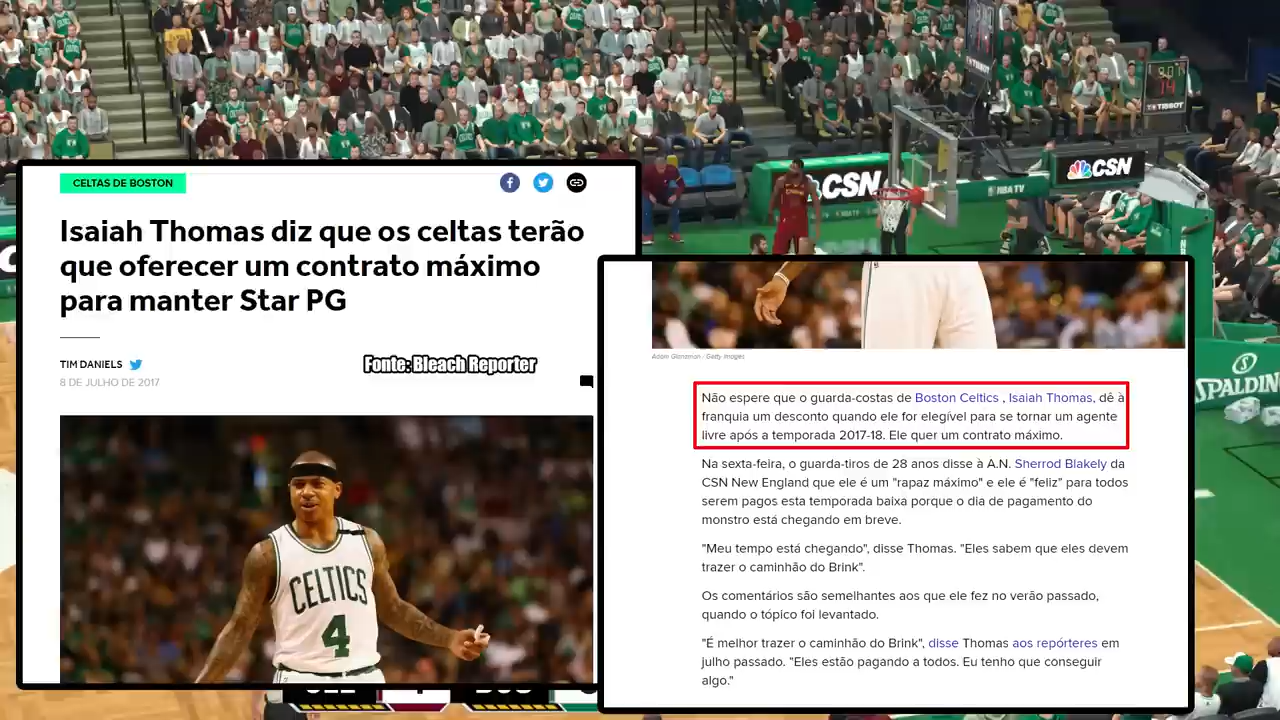 CELTAS DE BOSTON
Isaiah Thomas diz que os celtas terão
que oferecer um contrato máximo
para manter Star PG
TIM DANIELS
8 DE JULHO DE 2017
Fonte: Bleach Reporter
CELTICS
4
CSN
NBA TV
CSN
TISSOT
14
SPALDING
Adam Glanzman / Getty Images
Não espere que o guarda-costas de Boston Celtics , Isaiah Thomas, dê à
franquia um desconto quando ele for elegível para se tornar um agente
livre após a temporada 2017-18. Ele quer um contrato máximo.
Na sexta-feira, o guarda-tiros de 28 anos disse à A.N. Sherrod Blakely da
CSN New England que ele é um "rapaz máximo" e ele é "feliz" para todos
serem pagos esta temporada baixa porque o dia de pagamento do
monstro está chegando em breve.
"Meu tempo está chegando", disse Thomas. "Eles sabem que eles devem
trazer o caminhão do Brink".
Os comentários são semelhantes aos que ele fez no verão passado,
quando o tópico foi levantado.
"É melhor trazer o caminhão do Brink", disse Thomas aos repórteres em
julho passado. "Eles estão pagando a todos. Eu tenho que conseguir
algo."